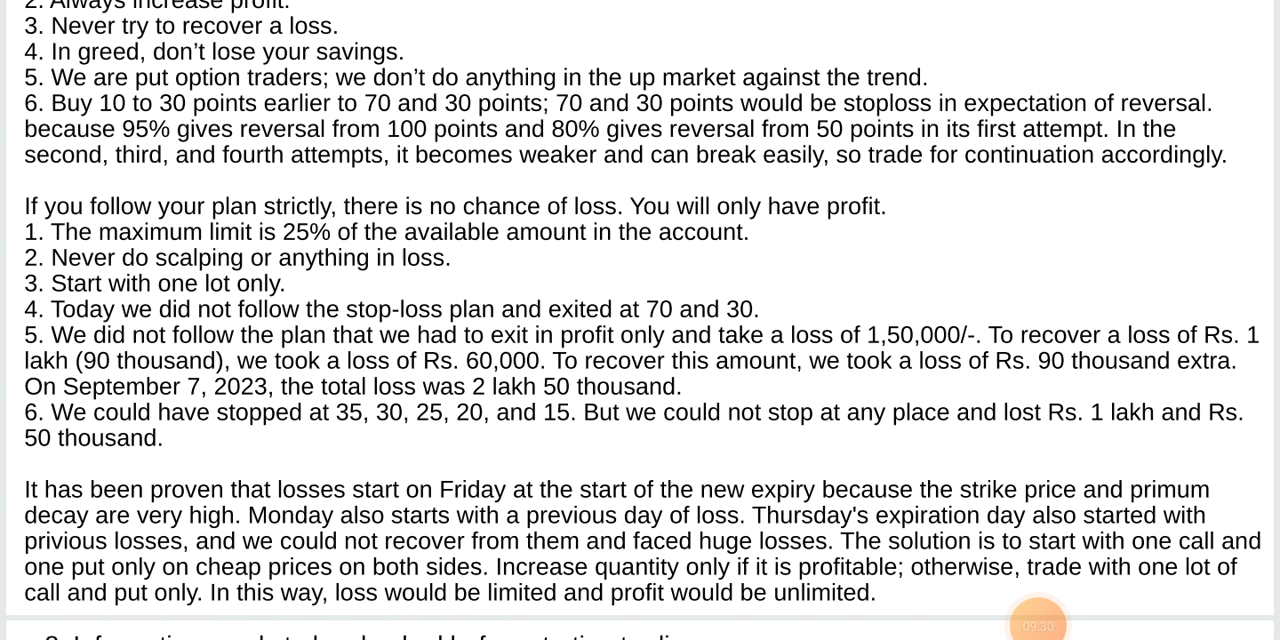 2. Always increase profit.
3. Never try to recover a loss.
4. In greed, don’t lose your savings.
5. We are put option traders; we don’t do anything in the up market against the trend.
6. Buy 10 to 30 points earlier to 70 and 30 points; 70 and 30 points would be stoploss in expectation of reversal.
because 95% gives reversal from 100 points and 80% gives reversal from 50 points in its first attempt. In the
second, third, and fourth attempts, it becomes weaker and can break easily, so trade for continuation accordingly.
If you follow your plan strictly, there is no chance of loss. You will only have profit.
1. The maximum limit is 25% of the available amount in the account.
2. Never do scalping or anything in loss.
3. Start with one lot only.
4. Today we did not follow the stop-loss plan and exited at 70 and 30.
5. We did not follow the plan that we had to exit in profit only and take a loss of 1,50,000/-. To recover a loss of Rs. 1
lakh (90 thousand), we took a loss of Rs. 60,000. To recover this amount, we took a loss of Rs. 90 thousand extra.
On September 7, 2023, the total loss was 2 lakh 50 thousand.
6. We could have stopped at 35, 30, 25, 20, and 15. But we could not stop at any place and lost Rs. 1 lakh and Rs.
50 thousand.
It has been proven that losses start on Friday at the start of the new expiry because the strike price and primum
decay are very high. Monday also starts with a previous day of loss. Thursday's expiration day also started with
privious losses, and we could not recover from them and faced huge losses. The solution is to start with one call and
one put only on cheap prices on both sides. Increase quantity only if it is profitable; otherwise, trade with one lot of
call and put only. In this way, loss would be limited and profit would be unlimited.
09:30